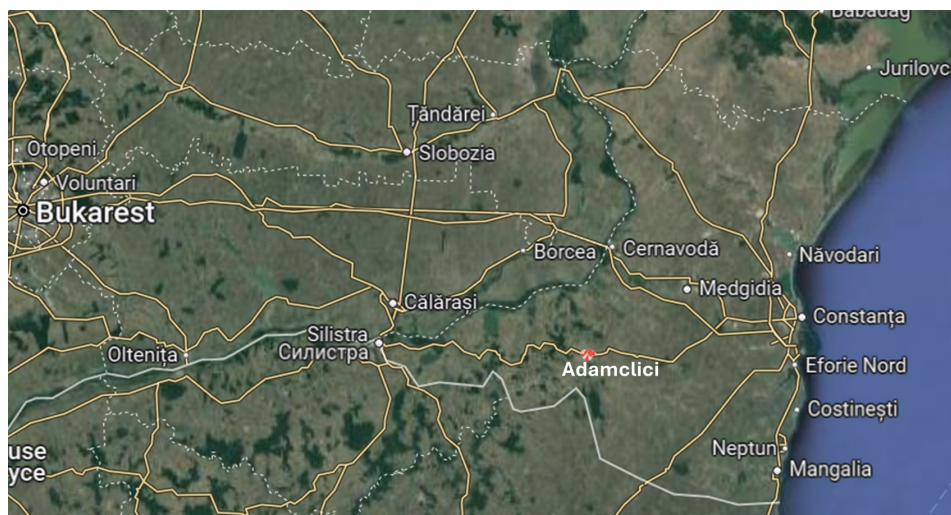 Babadag
Jurilovc
Țăndărei
Otopeni
Slobozia
Voluntari
Bukarest
Borcea
Cernavodă
Năvodari
Medgidia
Călărași
Constanța
Silistra
Силистра
Oltenița
Adamclici
Eforie Nord
Costinești
use
yce
Neptun
Mangalia